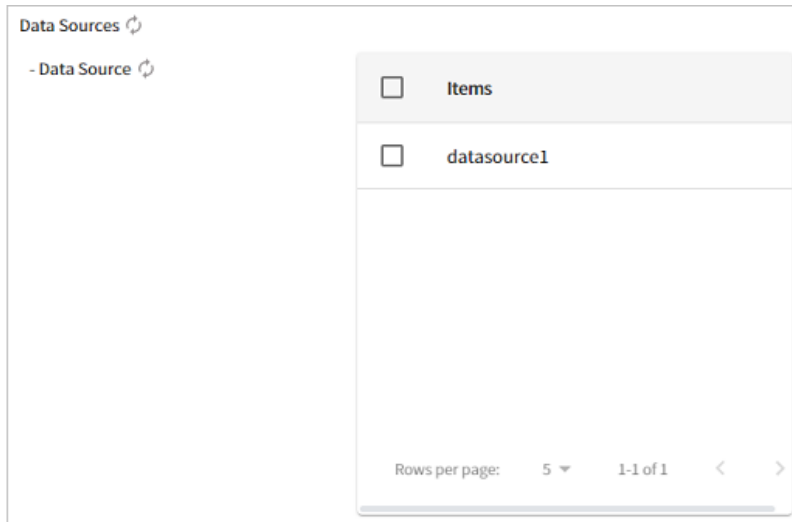 Data Sources
- Data Source
Items
datasource1
Rows per page: 5 1-1 of 1